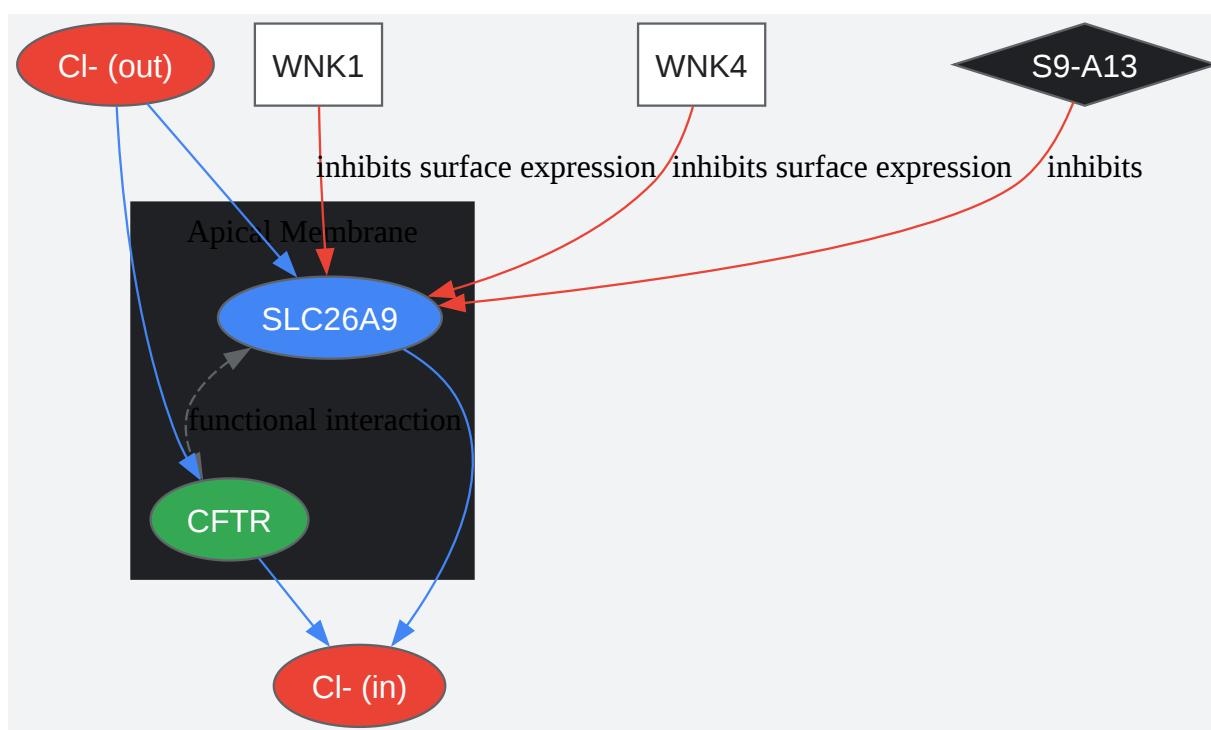 Cl- (out)
WNK1
WNK4
S9-A13
inhibits surface expression
inhibits surface expression
inhibits
Apical Membrane
SLC26A9
functional interaction
CFTR
Cl- (in)